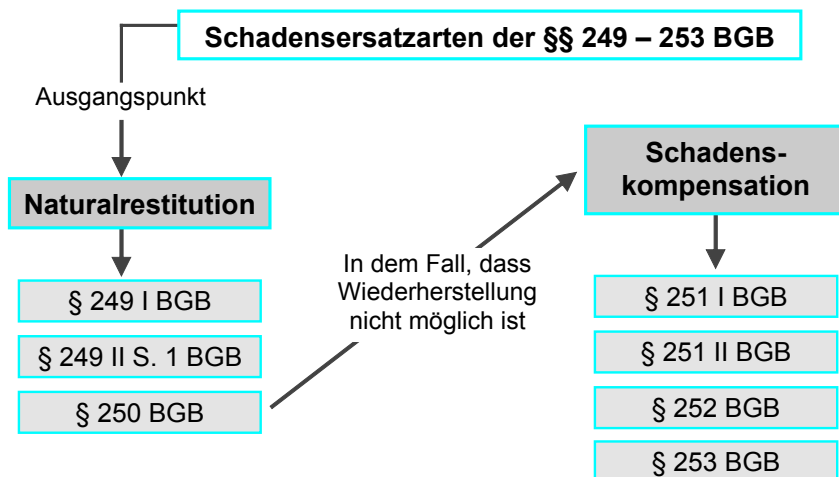 Schadensersatzarten der §§ 249 – 253 BGB
Ausgangspunkt
Naturalrestitution
§ 249 I BGB
§ 249 II S. 1 BGB
§ 250 BGB
In dem Fall, dass
Wiederherstellung
nicht möglich ist
Schadens-
kompensation
§ 251 I BGB
§ 251 II BGB
§ 252 BGB
§ 253 BGB